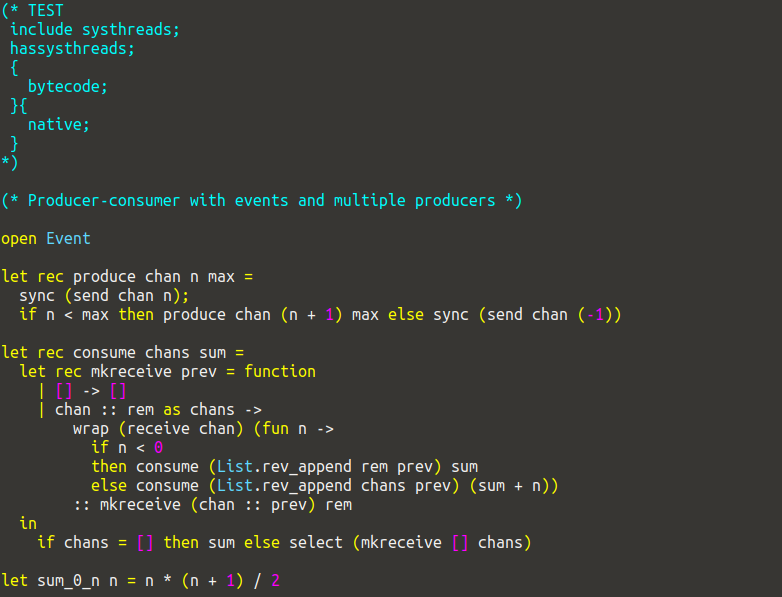 (* TEST
 include systhreads;
 hassysthreads;
 {
   bytecode;
 }{
   native;
 }
*)

(* Producer-consumer with events and multiple producers *)

open Event

let rec produce chan n max =
  sync (send chan n);
  if n < max then produce chan (n + 1) max else sync (send chan (-1))

let rec consume chans sum =
  let rec mkreceive prev = function
    | [] -> []
    | chan :: rem as chans ->
        wrap (receive chan) (fun n ->
          if n < 0
          then consume (List.rev_append rem prev) sum
          else consume (List.rev_append chans prev) (sum + n))
        :: mkreceive (chan :: prev) rem
  in
    if chans = [] then sum else select (mkreceive [] chans)

let sum_0_n n = n * (n + 1) / 2